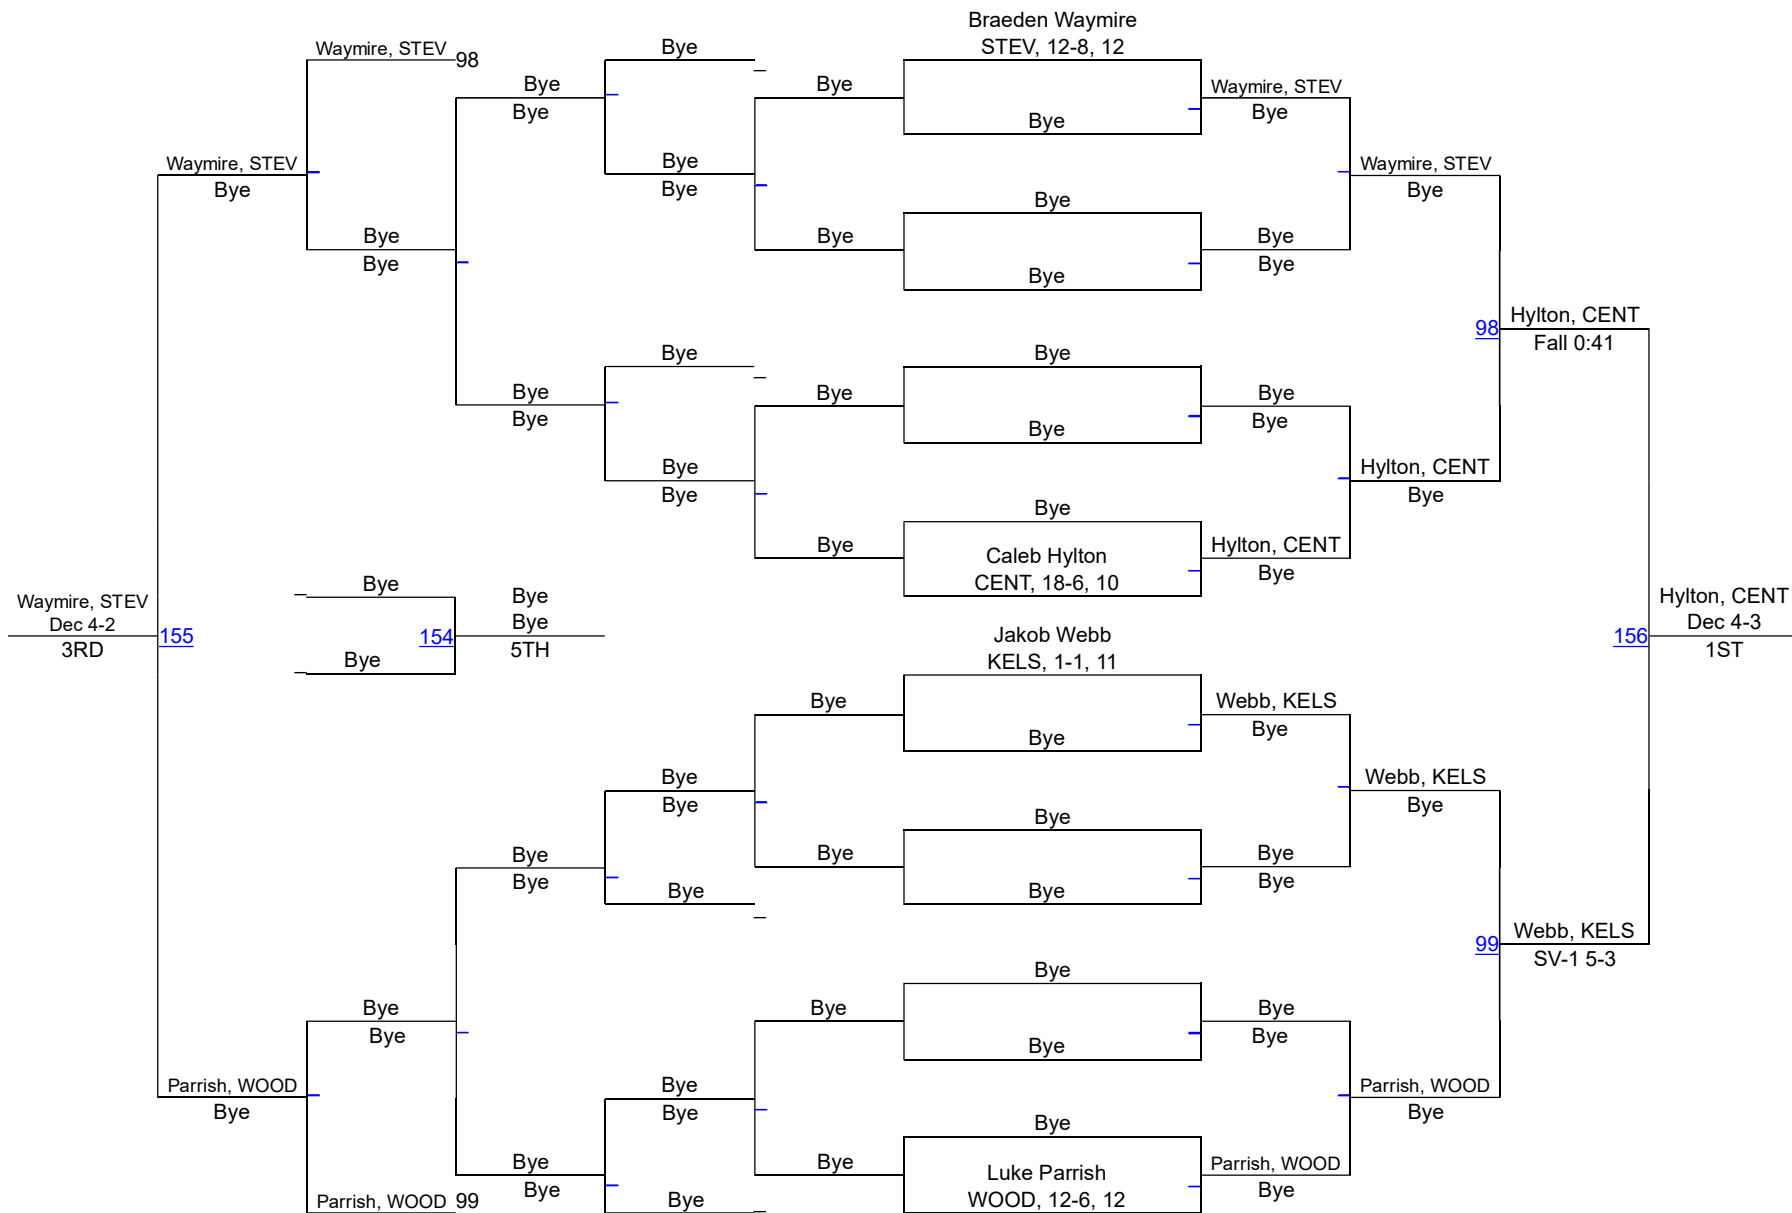 Braeden Waymire
STEV, 12-8, 12
Waymire, STEV
98
Bye
Bye
Bye
Bye
Bye
Waymire, STEV
Bye
Bye
Waymire, STEV
Bye
Bye
Bye
Waymire, STEV
Bye
Bye
Bye
Bye
Bye
Bye
Bye
Bye
98
Hylton, CENT
Fall 0:41
Bye
Bye
Bye
Bye
Bye
Bye
Bye
Bye
Bye
Bye
Hylton, CENT
Bye
Bye
Bye
Caleb Hylton
CENT, 18-6, 10
Hylton, CENT
Bye
Waymire, STEV
Dec 4-2
3RD
155
Bye
Bye
154
Bye
Bye
5TH
156
Hylton, CENT
Dec 4-3
1ST
Jakob Webb
KELS, 1-1, 11
Bye
Bye
Webb, KELS
Bye
Bye
Bye
Webb, KELS
Bye
Bye
Bye
Bye
Bye
Bye
Bye
Bye
Bye
99
Webb, KELS
SV-1 5-3
Bye
Bye
Bye
Bye
Bye
Bye
Bye
Parrish, WOOD
Bye
Bye
Bye
Parrish, WOOD
Bye
Bye
Bye
Bye
Bye
Luke Parrish
WOOD, 12-6, 12
Parrish, WOOD
Bye
Parrish, WOOD
99
Bye